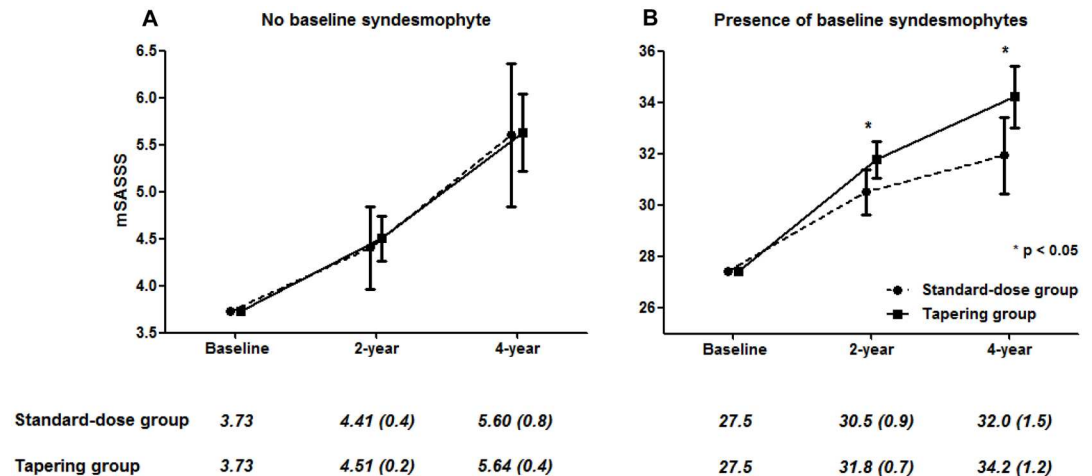 A No baseline syndesmophyte
6.5
6.0
5.5
5.0
4.5
4.0
3.5
mSASSS
Baseline 2-year 4-year
B Presence of baseline syndesmophytes
36
34
32
30
28
26
*
*
* p < 0.05
Standard-dose group
Tapering group
Baseline 2-year 4-year
Standard-dose group 3.73 4.41 (0.4) 5.60 (0.8) 27.5 30.5 (0.9) 32.0 (1.5)
Tapering group 3.73 4.51 (0.2) 5.64 (0.4) 27.5 31.8 (0.7) 34.2 (1.2)